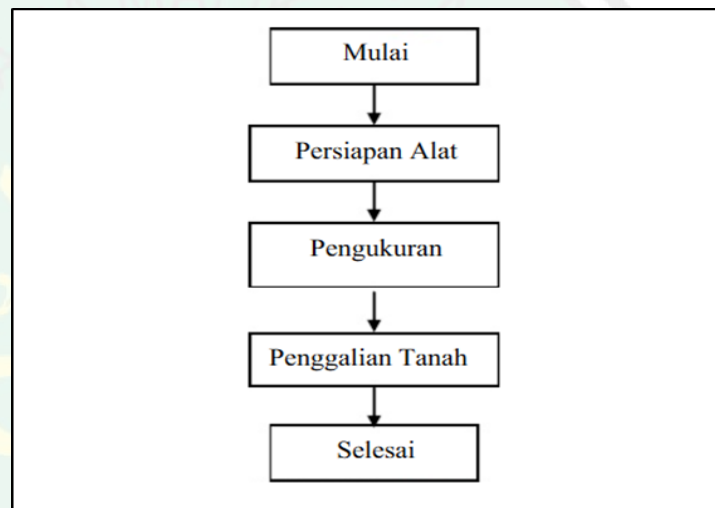 Mulai
Persiapan Alat
Pengukuran
Penggalian Tanah
Selesai